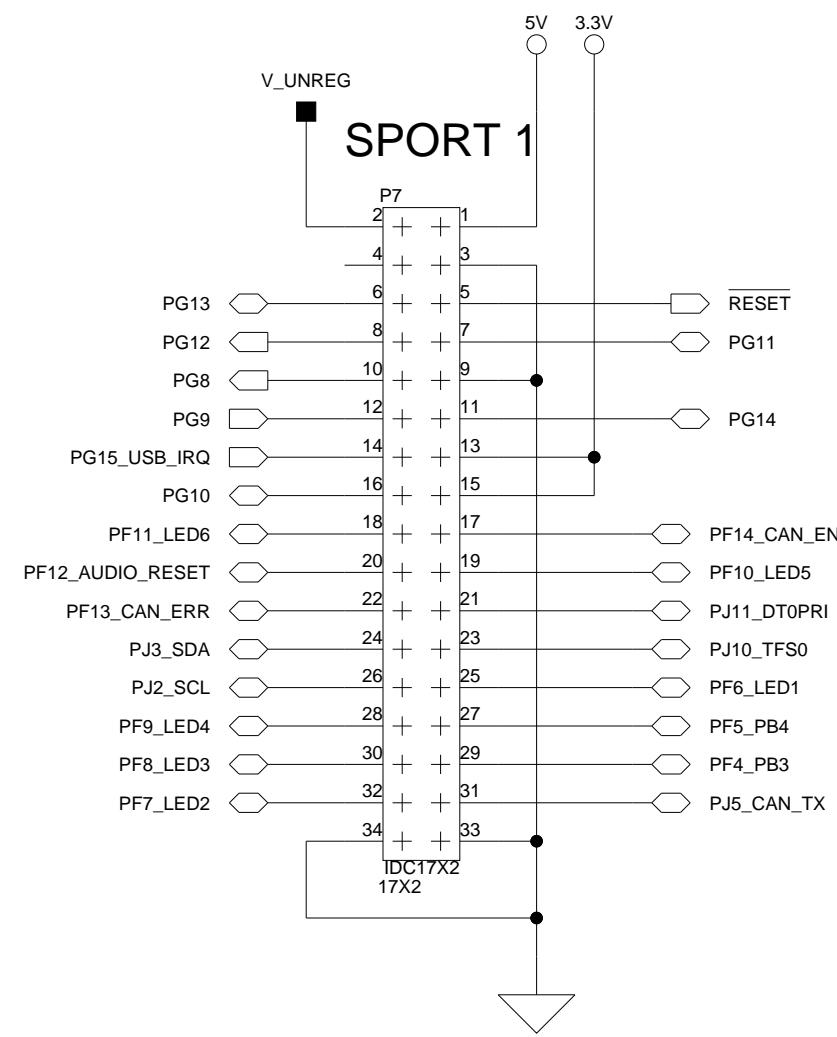 5V 3.3V
V_UNREG
SPORT 1
P7
2 1
4 3
PG13 6 5 RESET
PG12 8 7 PG11
PG8 10 9
PG9 12 11 PG14
PG15_USB_IRQ 14 13
PG10 16 15
PF11_LED6 18 17 PF14_CAN_EN
PF12_AUDIO_RESET 20 19 PF10_LED5
PF13_CAN_ERR 22 21 PJ11_DT0PRI
PJ3_SDA 24 23 PJ10_TFS0
PJ2_SCL 26 25 PF6_LED1
PF9_LED4 28 27 PF5_PB4
PF8_LED3 30 29 PF4_PB3
PF7_LED2 32 31 PJ5_CAN_TX
34 33
IDC17X2
17X2